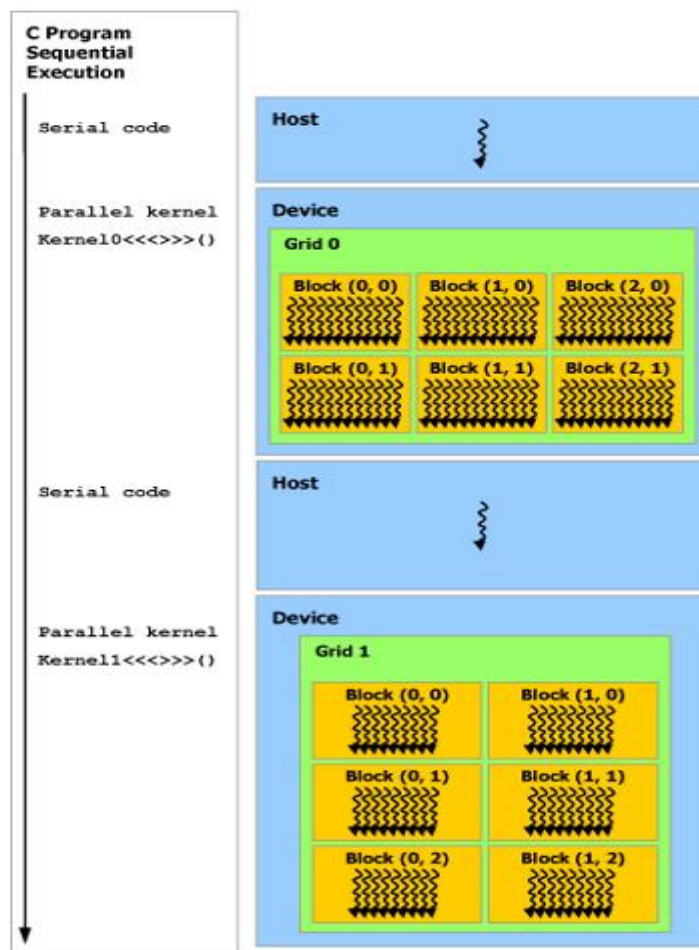 C Program
Sequential
Execution
Serial code
Host
Parallel kernel
Kernel0<<<>>>()
Device
Grid 0
Block (0, 0)
Block (1, 0)
Block (2, 0)
Block (0, 1)
Block (1, 1)
Block (2, 1)
Serial code
Host
Parallel kernel
Kernel1<<<>>>()
Device
Grid 1
Block (0, 0)
Block (1, 0)
Block (0, 1)
Block (1, 1)
Block (0, 2)
Block (1, 2)